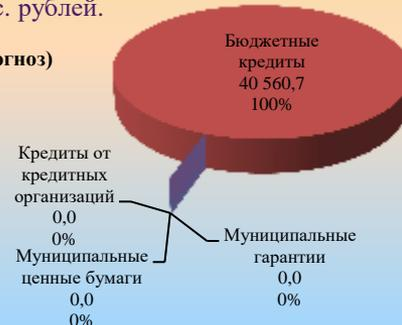 с. рублей.
огноз)
Бюджетные
кредиты
40 560,7
100%
Кредиты от
кредитных
организаций
0,0
0%
Муниципальные
ценные бумаги
0,0
0%
Муниципальные
гарантии
0,0
0%